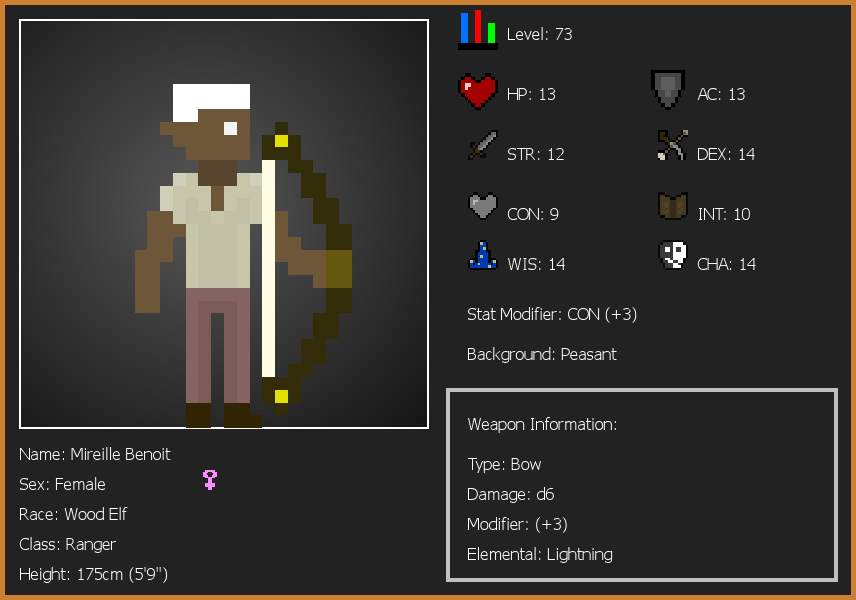 Level: 73
HP: 13
AC: 13
STR: 12
DEX: 14
CON: 9
INT: 10
WIS: 14
CHA: 14
Stat Modifier: CON (+3)
Background: Peasant
Weapon Information:
Type: Bow
Damage: d6
Modifier: (+3)
Elemental: Lightning
Name: Mireille Benoit
Sex: Female
Race: Wood Elf
Class: Ranger
Height: 175cm (5'9")